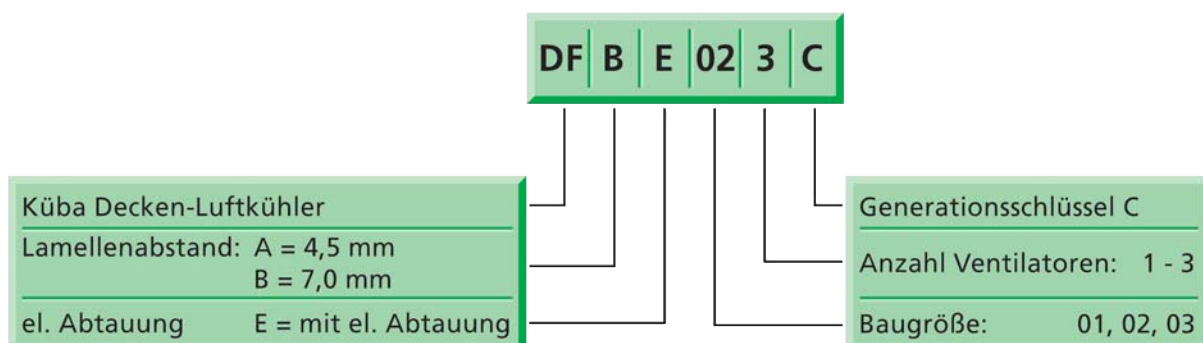 DF B E 02 3 C
Küba Decken-Luftkühler
Lamellenabstand: A = 4,5 mm
B = 7,0 mm
el. Abtauung E = mit el. Abtauung
Generationsschlüssel C
Anzahl Ventilatoren: 1 - 3
Baugröße: 01, 02, 03